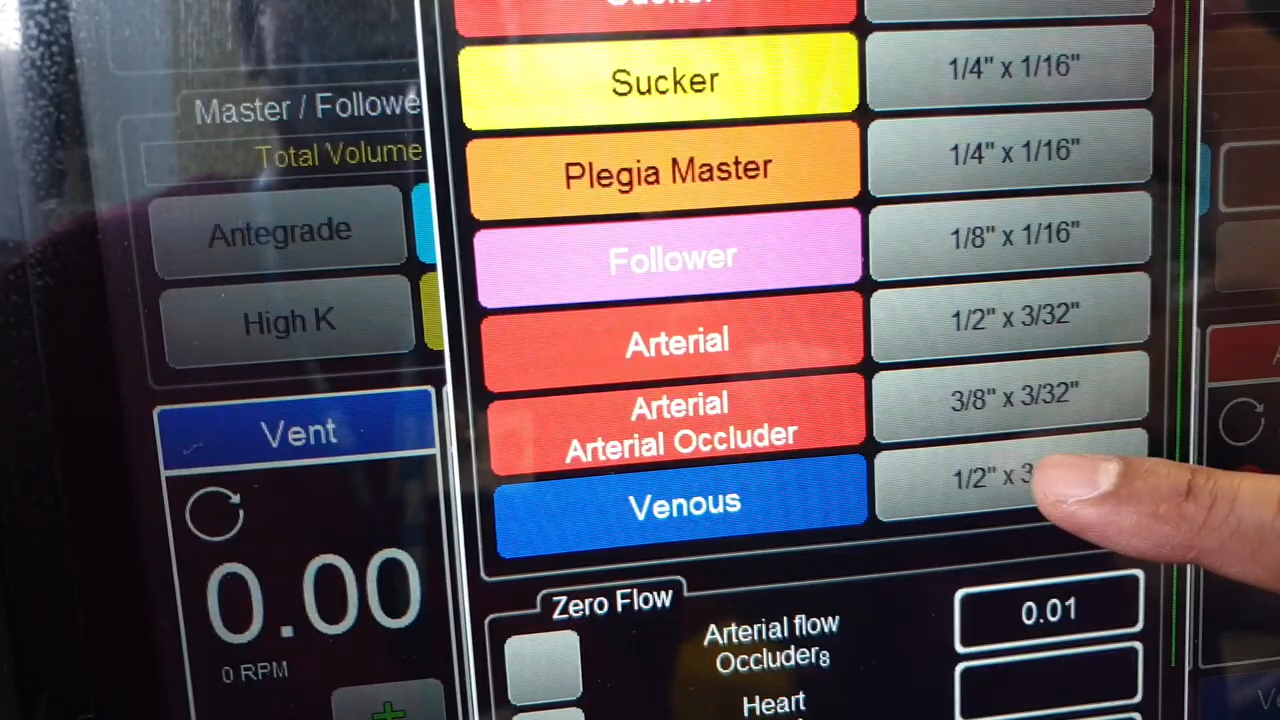 Sucker
Sucker
1/4" x 1/16"
Plegia Master
1/4" x 1/16"
Follower
1/8" x 1/16"
Arterial
1/2" x 3/32"
Arterial
Arterial Occluder
3/8" x 3/32"
Venous
1/2" x 3
Zero Flow
Arterial flow
Occluder8
0.01
Heart
Master / Followe
Total Volume
Antegrade
High K
Vent
0.00
0 RPM